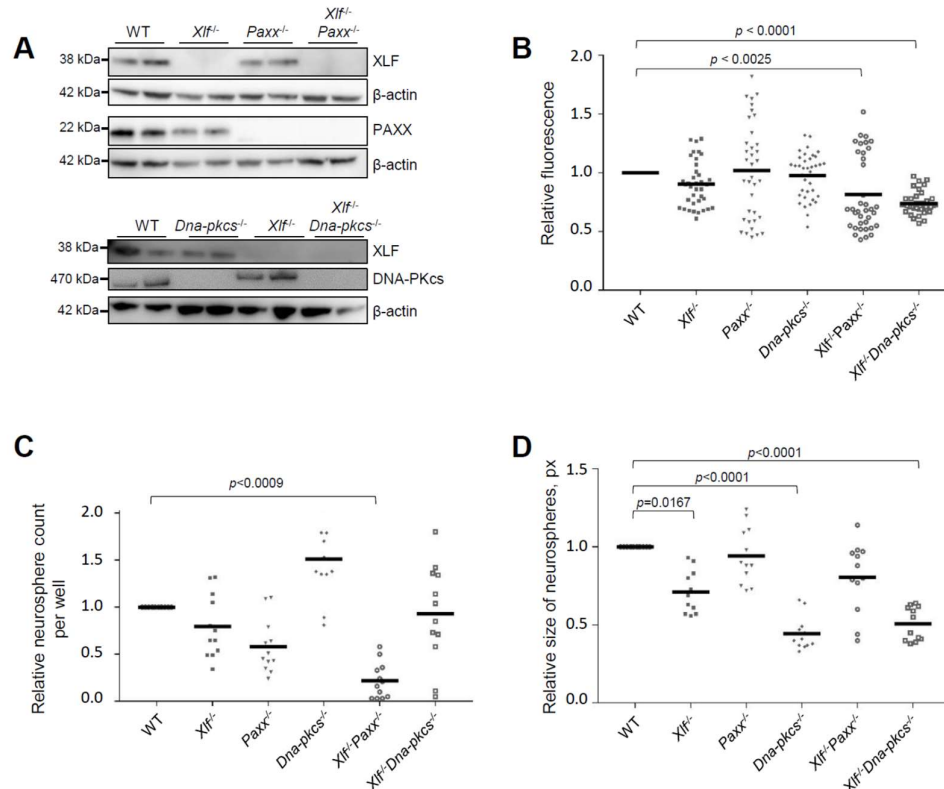 A
WT Xlf-/- Paxx-/- Xlf-/- Paxx-/-
38 kDa XLF
42 kDa β-actin
22 kDa PAXX
42 kDa β-actin
WT Dna-pkcs-/- Xlf-/- Xlf-/- Dna-pkcs-/-
38 kDa XLF
470 kDa DNA-PKcs
42 kDa β-actin
B
p < 0.0001
p < 0.0025
Relative fluorescence
2.0
1.5
1.0
0.5
0.0
WT Xlf-/- Paxx-/- Dna-pkcs-/- Xlf-/-Paxx-/- Xlf-/-Dna-pkcs-/-
C
p<0.0009
Relative neurosphere count
per well
2.0
1.5
1.0
0.5
0.0
WT Xlf-/- Paxx-/- Dna-pkcs-/- Xlf-/-Paxx-/- Xlf-/-Dna-pkcs-/-
D
p<0.0001
p<0.0001
p=0.0167
Relative size of neurospheres, px
1.5
1.0
0.5
0.0
WT Xlf-/- Paxx-/- Dna-pkcs-/- Xlf-/-Paxx-/- Xlf-/-Dna-pkcs-/-